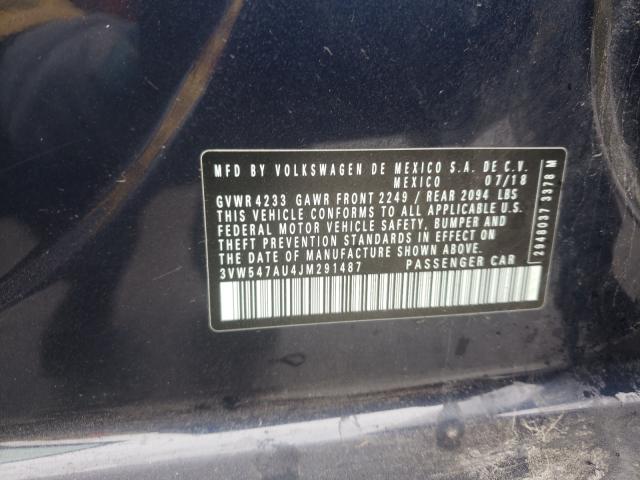 MFD BY VOLKSWAGEN DE MEXICO S.A. DE C.V.
MEXICO 07/18
GVWR 4233 GAWR FRONT 2249 / REAR 2094 LBS
THIS VEHICLE CONFORMS TO ALL APPLICABLE U.S.
FEDERAL MOTOR VEHICLE SAFETY, BUMPER AND
THEFT PREVENTION STANDARDS IN EFFECT ON
THE DATE OF MANUFACTURE SHOWN ABOVE.
3VW547AU4JM291487 PASSENGER CAR
2948037 3378 M